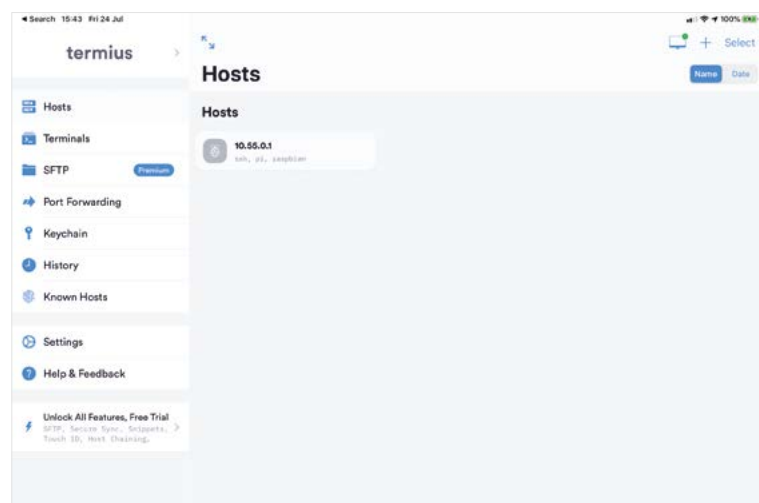 Search 15:43 Fri 24 Jul
100%
termius
Select
Hosts
Name Date
Hosts
Hosts
Terminals
10.55.0.1
ssh, pi, raspbian
SFTP Premium
Port Forwarding
Keychain
History
Known Hosts
Settings
Help & Feedback
Unlock All Features, Free Trial
SFTP, Secure Sync, Snippets,
Touch ID, Host Chaining,